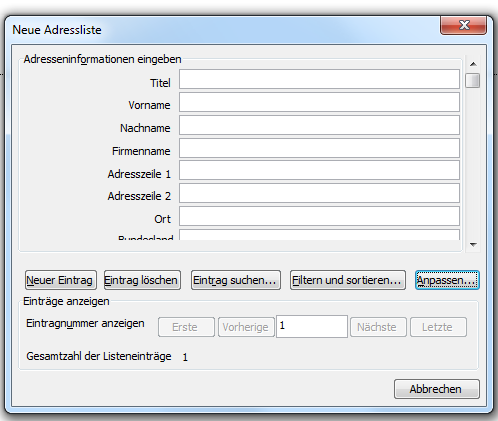 Neue Adressliste
Adresseninformationen eingeben
Titel
Vorname
Nachname
Firmenname
Adresszeile 1
Adresszeile 2
Ort
Bundesland
Neuer Eintrag Eintrag löschen Eintrag suchen... Filtern und sortieren... Anpassen...
Einträge anzeigen
Eintragnummer anzeigen Erste Vorherige 1 Nächste Letzte
Gesamtzahl der Listeneinträge 1
Abbrechen